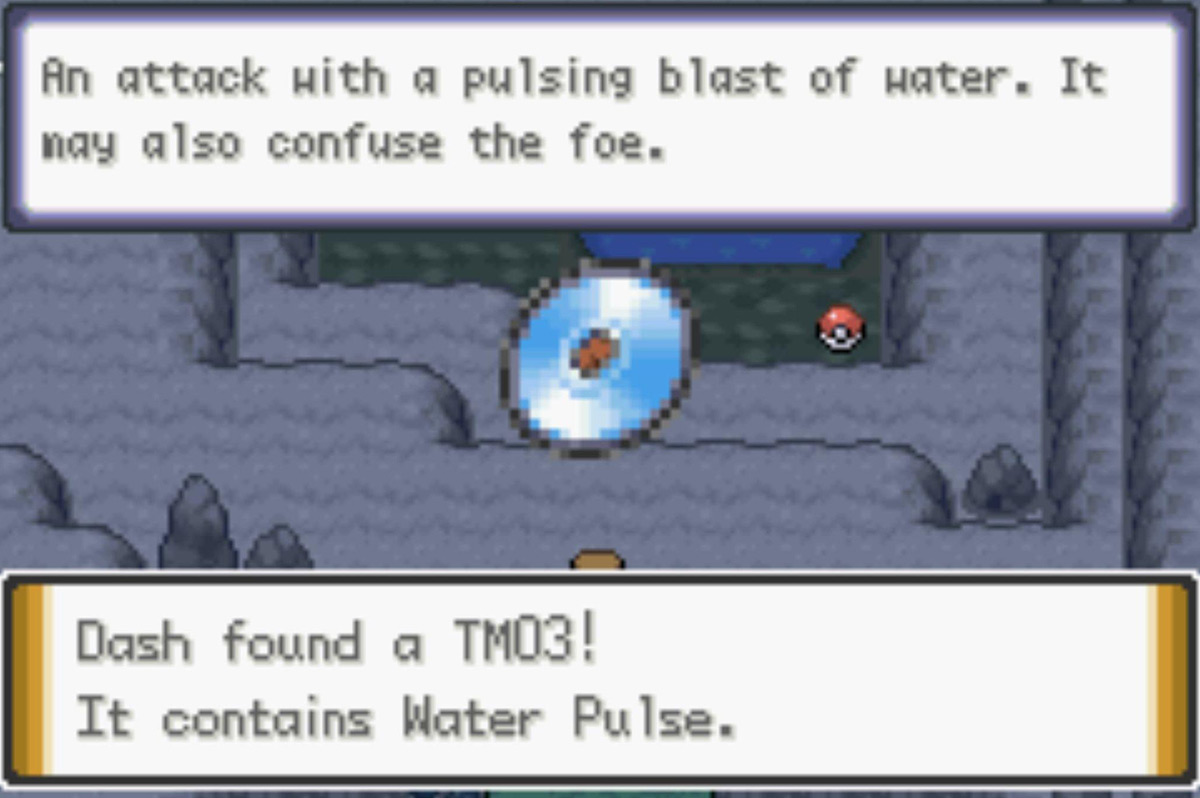 An attack with a pulsing blast of water. It
may also confuse the foe.
Dash found a TM03!
It contains Water Pulse.